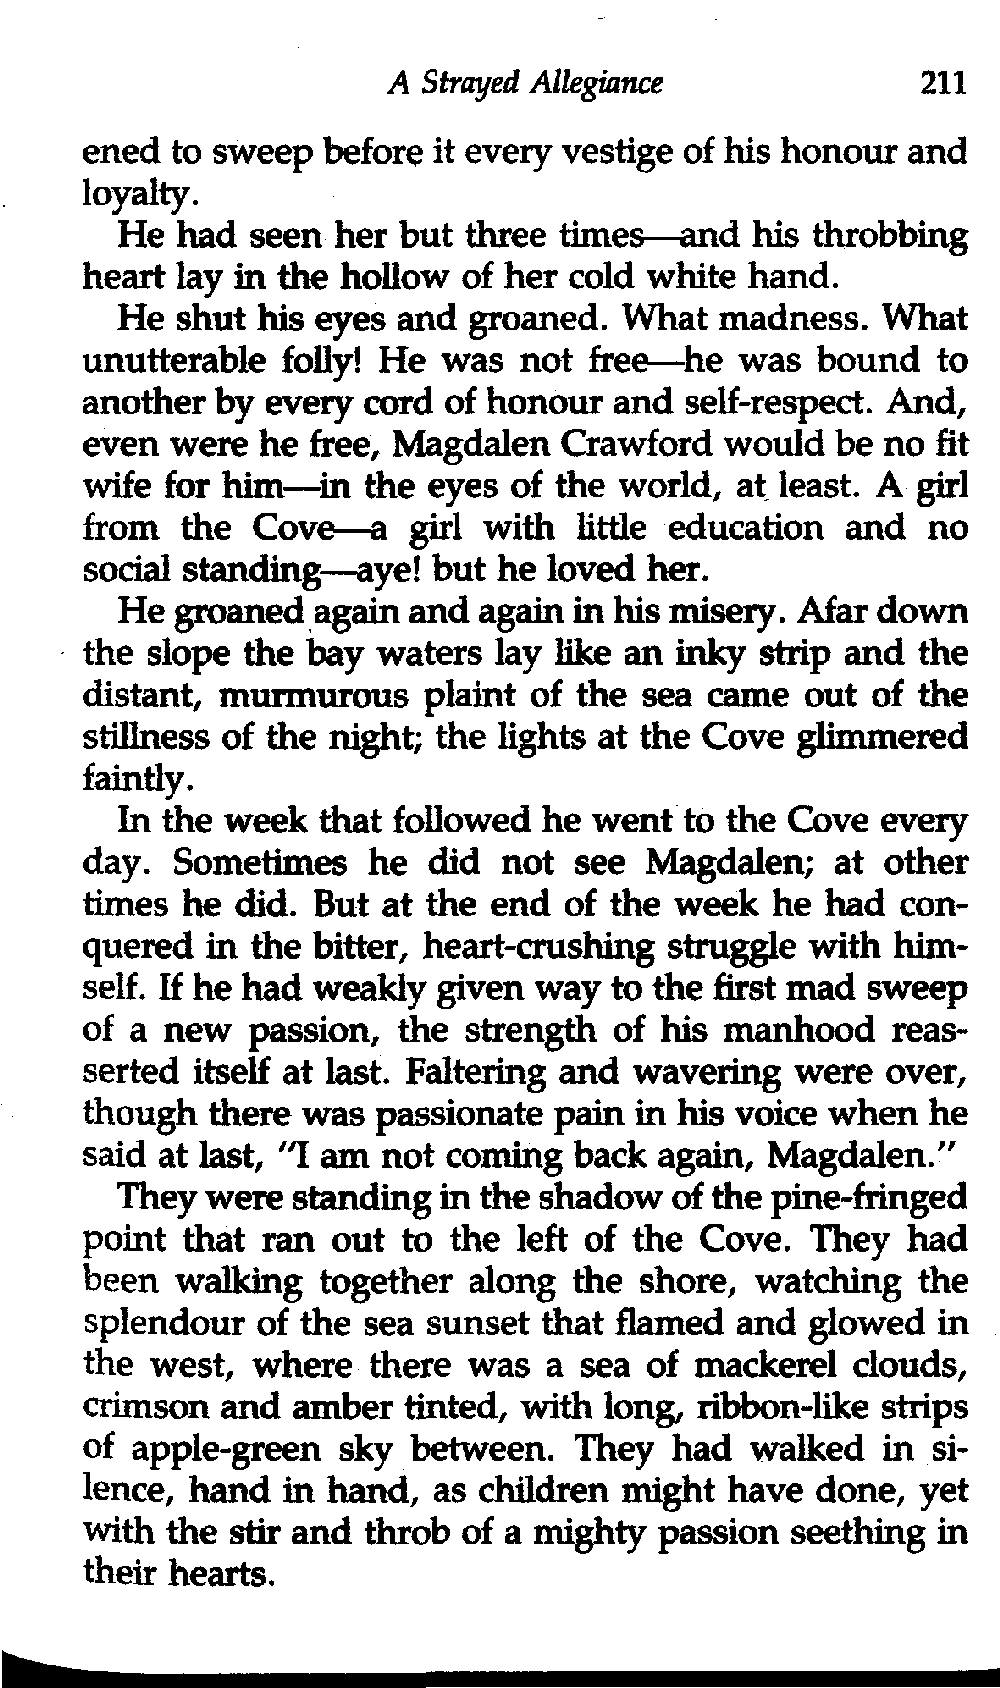 A Strayed Allegiance 211
ened to sweep before it every vestige of his honour and
loyalty.
He had seen her but three times—and his throbbing
heart lay in the hollow of her cold white hand.
He shut his eyes and groaned. What madness. What
unutterable folly! He was not free—he was bound to
another by every cord of honour and self-respect. And,
even were he free, Magdalen Crawford would be no fit
wife for him—in the eyes of the world, at least. A girl
from the Cove—a girl with little education and no
social standing—aye! but he loved her.
He groaned again and again in his misery. Afar down
the slope the bay waters lay like an inky strip and the
distant, murmurous plaint of the sea came out of the
stillness of the night; the lights at the Cove glimmered
faintly.
In the week that followed he went to the Cove every
day. Sometimes he did not see Magdalen; at other
times he did. But at the end of the week he had con-
quered in the bitter, heart-crushing struggle with him-
self. If he had weakly given way to the first mad sweep
of a new passion, the strength of his manhood reas-
serted itself at last. Faltering and wavering were over,
though there was passionate pain in his voice when he
said at last, "I am not coming back again, Magdalen."
They were standing in the shadow of the pine-fringed
point that ran out to the left of the Cove. They had
been walking together along the shore, watching the
splendour of the sea sunset that flamed and glowed in
the west, where there was a sea of mackerel clouds,
crimson and amber tinted, with long, ribbon-like strips
of apple-green sky between. They had walked in si-
lence, hand in hand, as children might have done, yet
with the stir and throb of a mighty passion seething in
their hearts.